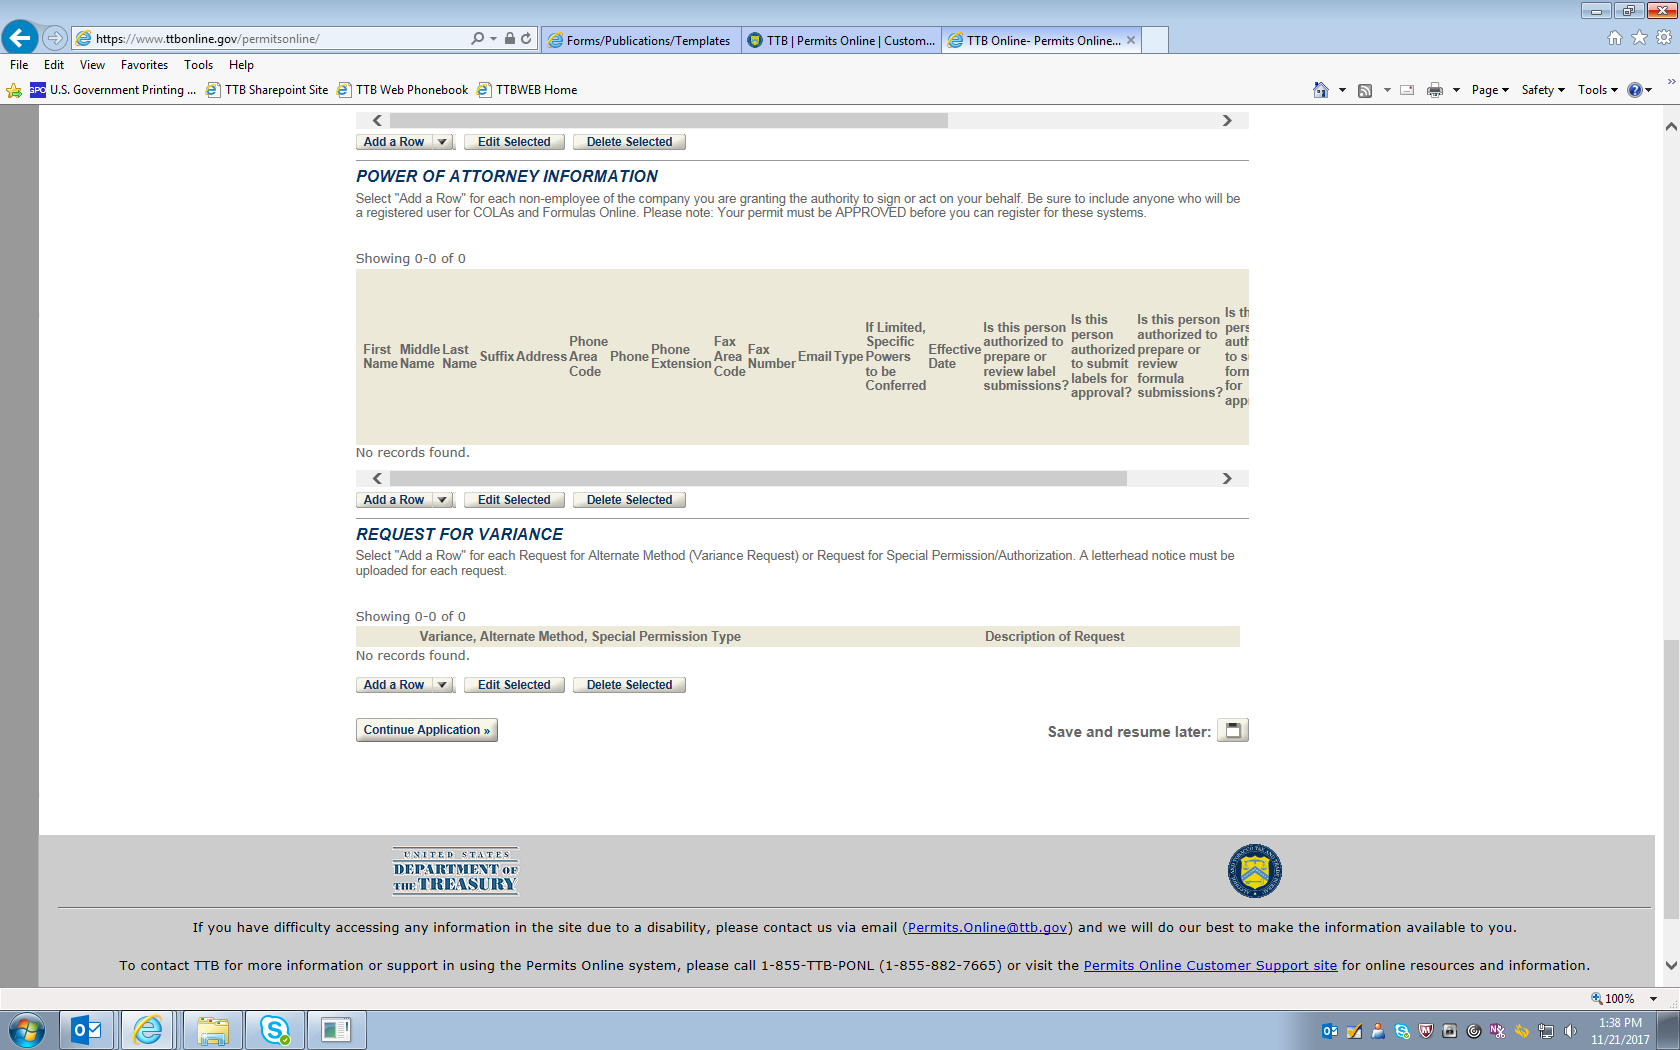 https://www.ttbonline.gov/permitsonline/
Forms/Publications/Templates
TTB | Permits Online | Custom...
TTB Online- Permits Online...
File Edit View Favorites Tools Help
GPO U.S. Government Printing ... TTB Sharepoint Site TTB Web Phonebook TTBWEB Home
Page Safety Tools
Add a Row Edit Selected Delete Selected
POWER OF ATTORNEY INFORMATION
Select "Add a Row" for each non-employee of the company you are granting the authority to sign or act on your behalf. Be sure to include anyone who will be
a registered user for COLAs and Formulas Online. Please note: Your permit must be APPROVED before you can register for these systems.
Showing 0-0 of 0
First Name
Middle Name
Last Name
Suffix
Address
Phone Area Code
Phone
Phone Extension
Fax Area Code
Fax Number
Email
Type
If Limited, Specific Powers to be Conferred
Effective Date
Is this person authorized to prepare or review label submissions?
Is this person authorized to submit labels for approval?
Is this person authorized to prepare or review formula submissions?
Is th pers auth to s form for app
No records found.
Add a Row Edit Selected Delete Selected
REQUEST FOR VARIANCE
Select "Add a Row" for each Request for Alternate Method (Variance Request) or Request for Special Permission/Authorization. A letterhead notice must be
uploaded for each request.
Showing 0-0 of 0
Variance, Alternate Method, Special Permission Type Description of Request
No records found.
Add a Row Edit Selected Delete Selected
Continue Application »
Save and resume later:
UNITED STATES
DEPARTMENT OF
THE TREASURY
If you have difficulty accessing any information in the site due to a disability, please contact us via email (Permits.Online@ttb.gov) and we will do our best to make the information available to you.
To contact TTB for more information or support in using the Permits Online system, please call 1-855-TTB-PONL (1-855-882-7665) or visit the Permits Online Customer Support site for online resources and information.
100%
1:38 PM
11/21/2017